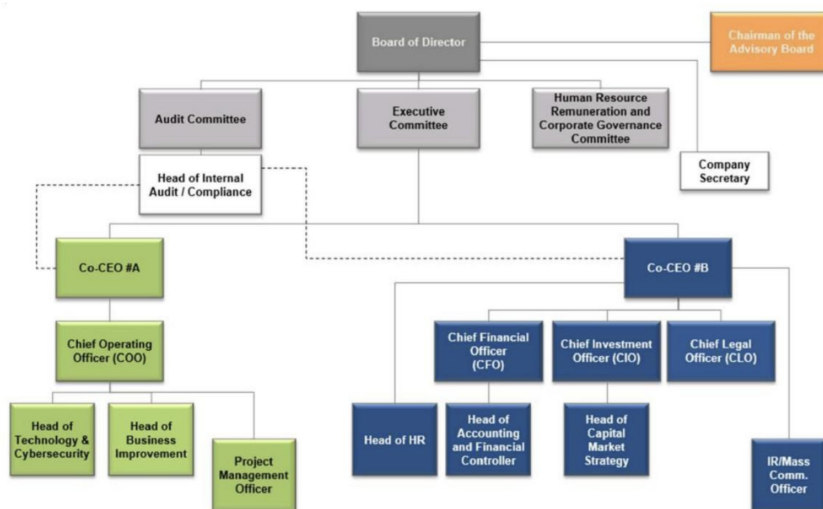 Board of Director
Chairman of the
Advisory Board
Audit Committee
Executive
Committee
Human Resource
Remuneration and
Corporate Governance
Committee
Head of Internal
Audit / Compliance
Company
Secretary
Co-CEO #A
Co-CEO #B
Chief Operating
Officer (COO)
Chief Financial
Officer
(CFO)
Chief Investment
Officer (CIO)
Chief Legal
Officer (CLO)
Head of
Technology &
Cybersecurity
Head of
Business
Improvement
Project
Management
Officer
Head of HR
Head of
Accounting
and Financial
Controller
Head of
Capital
Market
Strategy
IR/Mass
Comm.
Officer